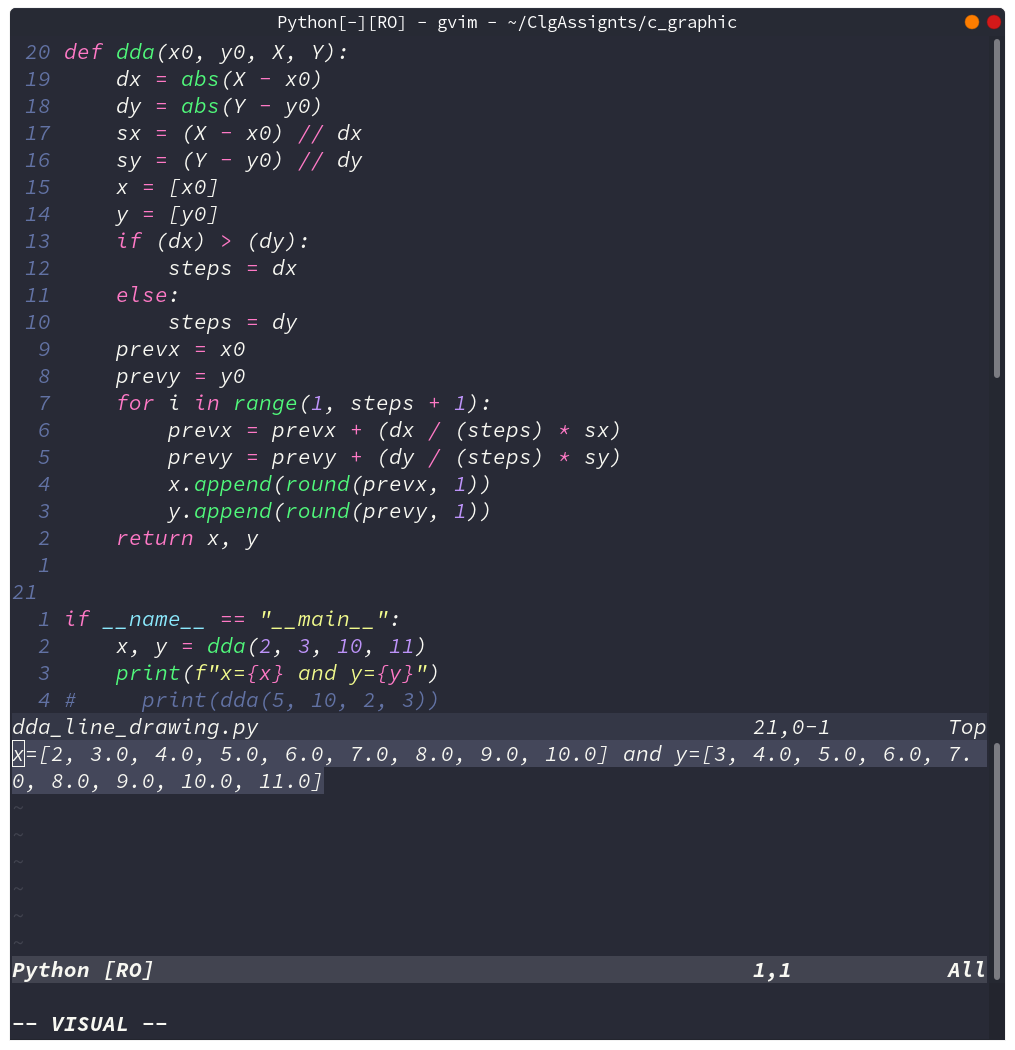 Python[-][RO] - gvim - ~/ClgAssignts/c_graphic
20 def dda(x0, y0, X, Y):
19     dx = abs(X - x0)
18     dy = abs(Y - y0)
17     sx = (X - x0) // dx
16     sy = (Y - y0) // dy
15     x = [x0]
14     y = [y0]
13     if (dx) > (dy):
12         steps = dx
11     else:
10         steps = dy
9     prevx = x0
8     prevy = y0
7     for i in range(1, steps + 1):
6         prevx = prevx + (dx / (steps) * sx)
5         prevy = prevy + (dy / (steps) * sy)
4         x.append(round(prevx, 1))
3         y.append(round(prevy, 1))
2     return x, y
1
21
1 if __name__ == "__main__":
2     x, y = dda(2, 3, 10, 11)
3     print(f"x={x} and y={y}")
4 #     print(dda(5, 10, 2, 3))
dda_line_drawing.py 21,0-1 Top
x=[2, 3.0, 4.0, 5.0, 6.0, 7.0, 8.0, 9.0, 10.0] and y=[3, 4.0, 5.0, 6.0, 7.
0, 8.0, 9.0, 10.0, 11.0]
~
~
~
~
~
~
Python [RO] 1,1 All
-- VISUAL --